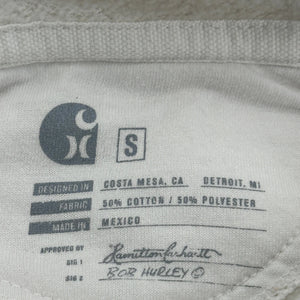 S
DESIGNED IN COSTA MESA, CA DETROIT, MI
FABRIC 50% COTTON / 50% POLYESTER
MADE IN MEXICO
APPROVED BY
SIG 1 Hamilton Carhartt
SIG 2 BOB HURLEY